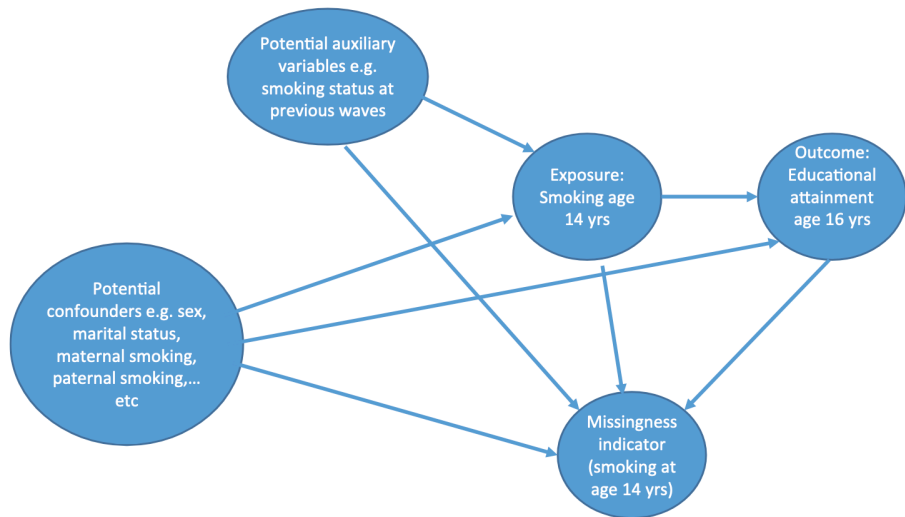 Potential auxiliary
variables e.g.
smoking status at
previous waves
Exposure:
Smoking age
14 yrs
Outcome:
Educational
attainment
age 16 yrs
Potential
confounders e.g. sex,
marital status,
maternal smoking,
paternal smoking,...
etc
Missingness
indicator
(smoking at
age 14 yrs)